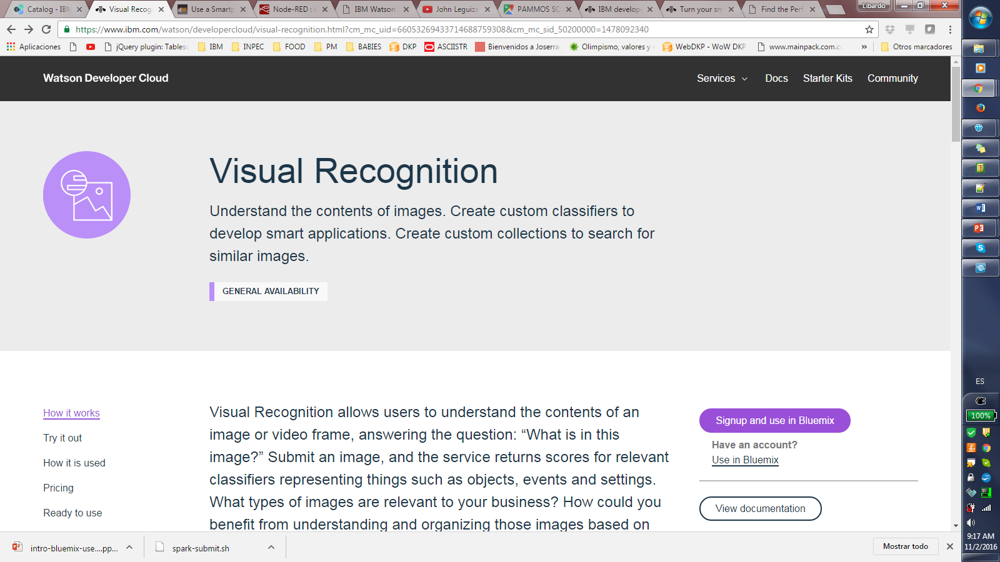 Catalog - IBM
Visual Recog
Use a Smartp
Node-RED : i
IBM Watson
John Leguiza
PAMMOS SO
IBM develop
Turn your sm
Find the Perf
Libardo
https://www.ibm.com/watson/developercloud/visual-recognition.html?cm_mc_uid=66053269433714688759308&cm_mc_sid_50200000=1478092340
Aplicaciones
jQuery plugin: Tablesc
IBM
INPEC
FOOD
PM
BABIES
DKP
ASCIISTR
Bienvenidos a Joserra
Olimpismo, valores y
WebDKP - WoW DKP
www.mainpack.com.c
»
Otros marcadores
Watson Developer Cloud
Services
Docs
Starter Kits
Community
Visual Recognition
Understand the contents of images. Create custom classifiers to
develop smart applications. Create custom collections to search for
similar images.
GENERAL AVAILABILITY
How it works
Try it out
How it is used
Pricing
Ready to use
Visual Recognition allows users to understand the contents of an
image or video frame, answering the question: “What is in this
image?” Submit an image, and the service returns scores for relevant
classifiers representing things such as objects, events and settings.
What types of images are relevant to your business? How could you
benefit from understanding and organizing those images based on
Signup and use in Bluemix
Have an account?
Use in Bluemix
View documentation
intro-bluemix-use....pp...
spark-submit.sh
Mostrar todo
ES
100%
9:17 AM
11/2/2016